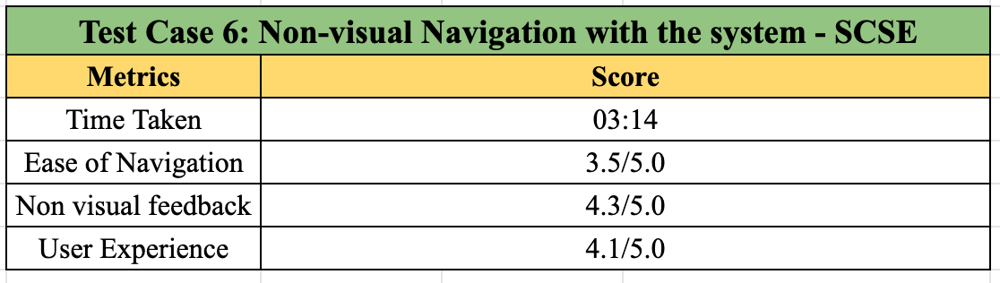 Test Case 6: Non-visual Navigation with the system - SCSE
Metrics Score
Time Taken 03:14
Ease of Navigation 3.5/5.0
Non visual feedback 4.3/5.0
User Experience 4.1/5.0